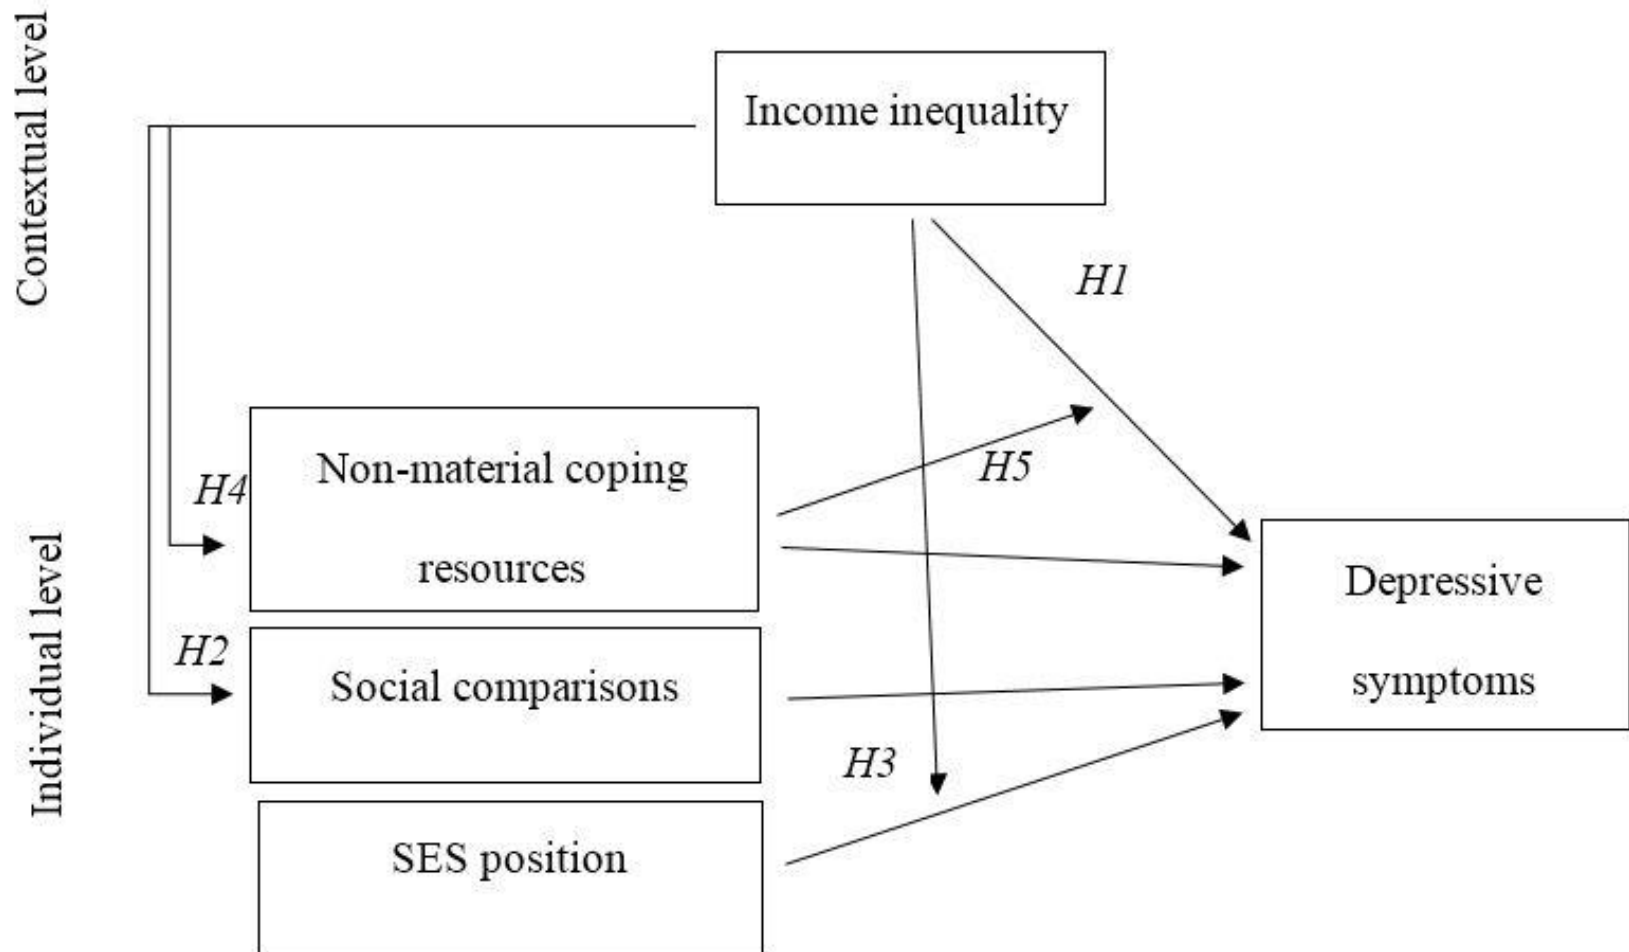 Contextual level
Income inequality
H1
Non-material coping
resources
H4
H5
Individual level
Depressive
symptoms
H2
Social comparisons
H3
SES position